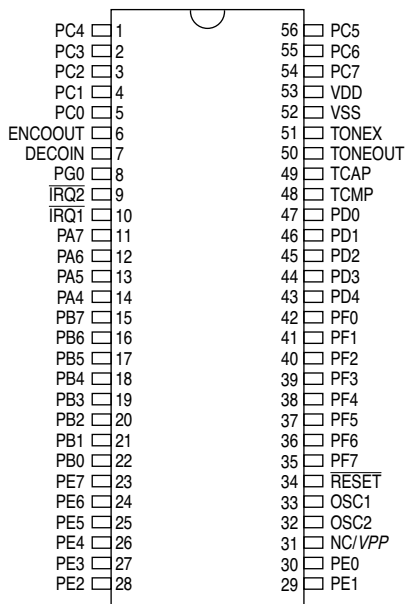 PC4 1 56 PC5
PC3 2 55 PC6
PC2 3 54 PC7
PC1 4 53 VDD
PC0 5 52 VSS
ENCOOUT 6 51 TONEX
DECOIN 7 50 TONEOUT
PG0 8 49 TCAP
IRQ2 9 48 TCMP
IRQ1 10 47 PD0
PA7 11 46 PD1
PA6 12 45 PD2
PA5 13 44 PD3
PA4 14 43 PD4
PB7 15 42 PF0
PB6 16 41 PF1
PB5 17 40 PF2
PB4 18 39 PF3
PB3 19 38 PF4
PB2 20 37 PF5
PB1 21 36 PF6
PB0 22 35 PF7
PE7 23 34 RESET
PE6 24 33 OSC1
PE5 25 32 OSC2
PE4 26 31 NC/VPP
PE3 27 30 PE0
PE2 28 29 PE1